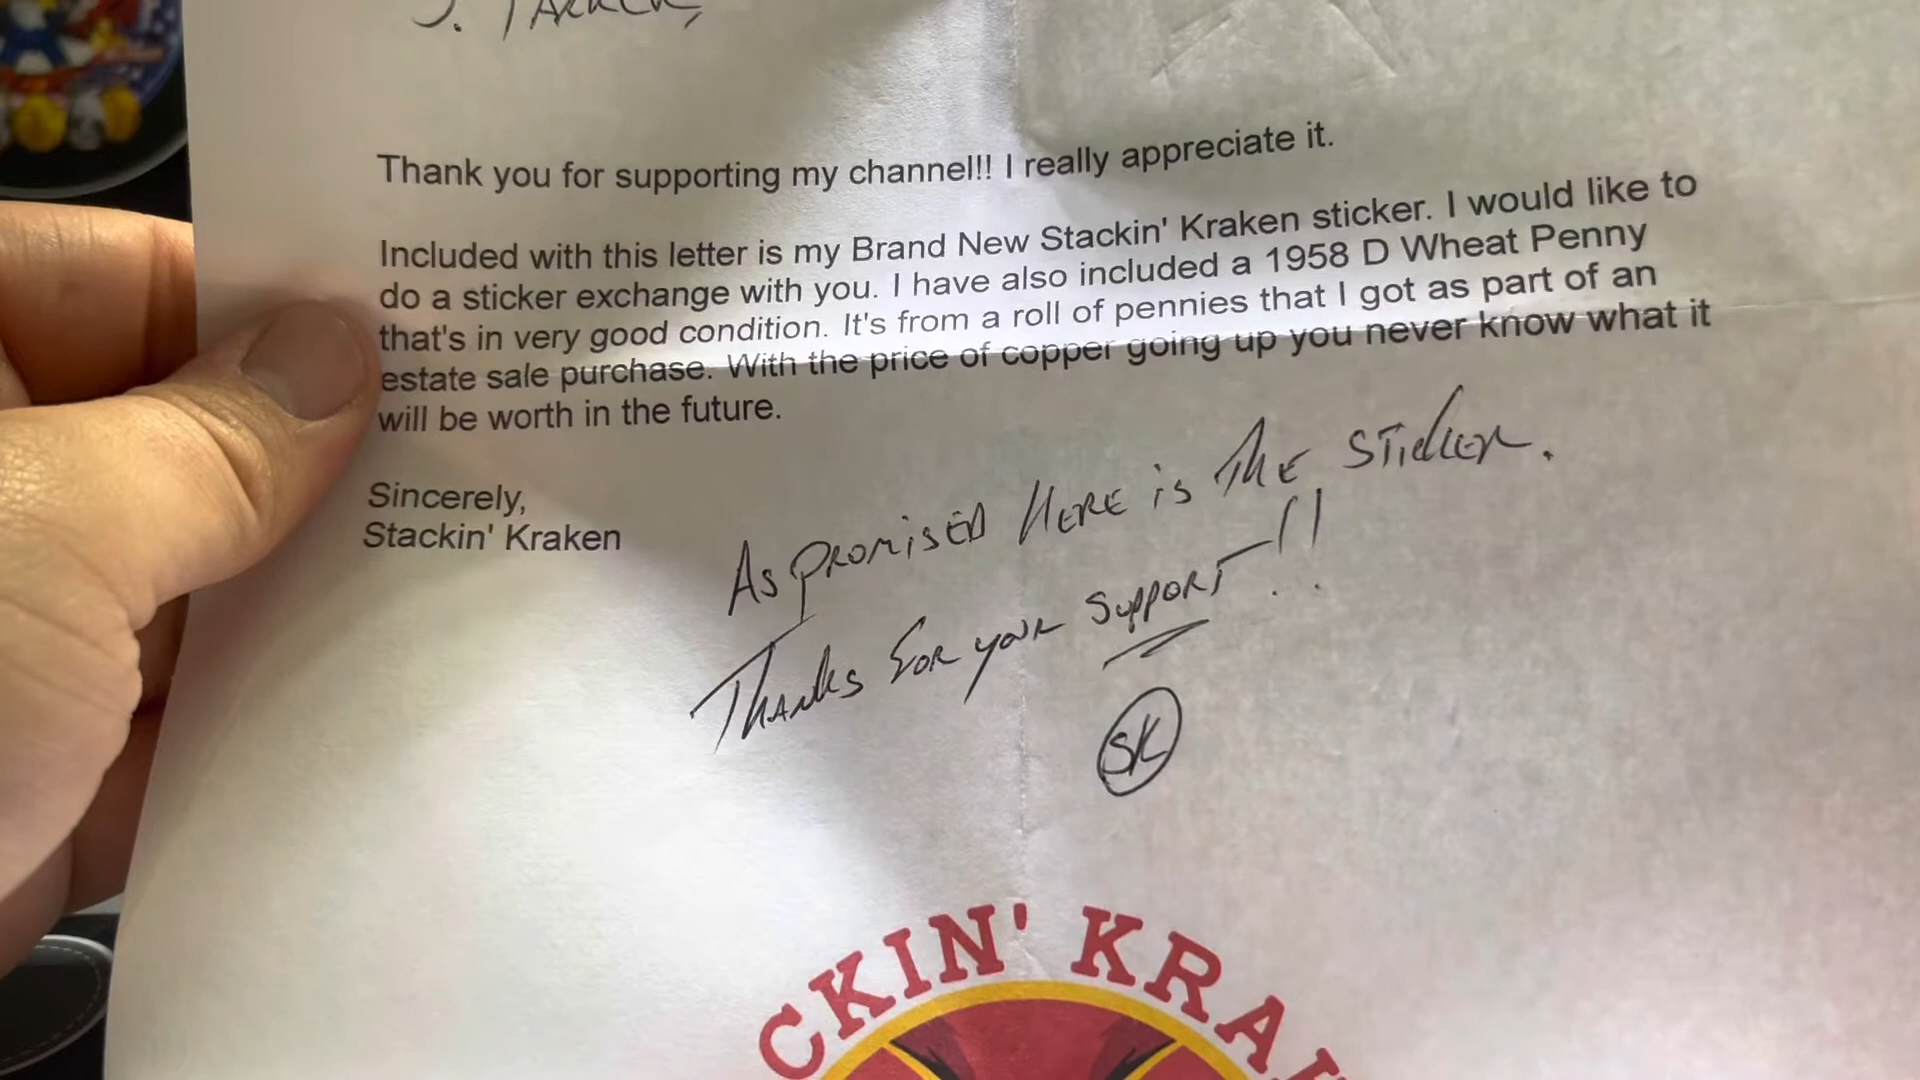 J. PARKER,
Thank you for supporting my channel!! I really appreciate it.
Included with this letter is my Brand New Stackin' Kraken sticker. I would like to
do a sticker exchange with you. I have also included a 1958 D Wheat Penny
that's in very good condition. It's from a roll of pennies that I got as part of an
estate sale purchase. With the price of copper going up you never know what it
will be worth in the future.
Sincerely,
Stackin' Kraken
As promised Here is The Sticker.
Thanks for your support!!
SK
CKIN' KRAK